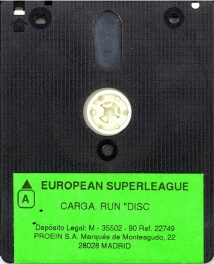 EUROPEAN SUPERLEAGUE
A
CARGA. RUN "DISC
Depósito Legal: M - 35502 - 90 Ref. 22749
PROEIN S.A. Marqués de Monteagudo, 22
28028 MADRID